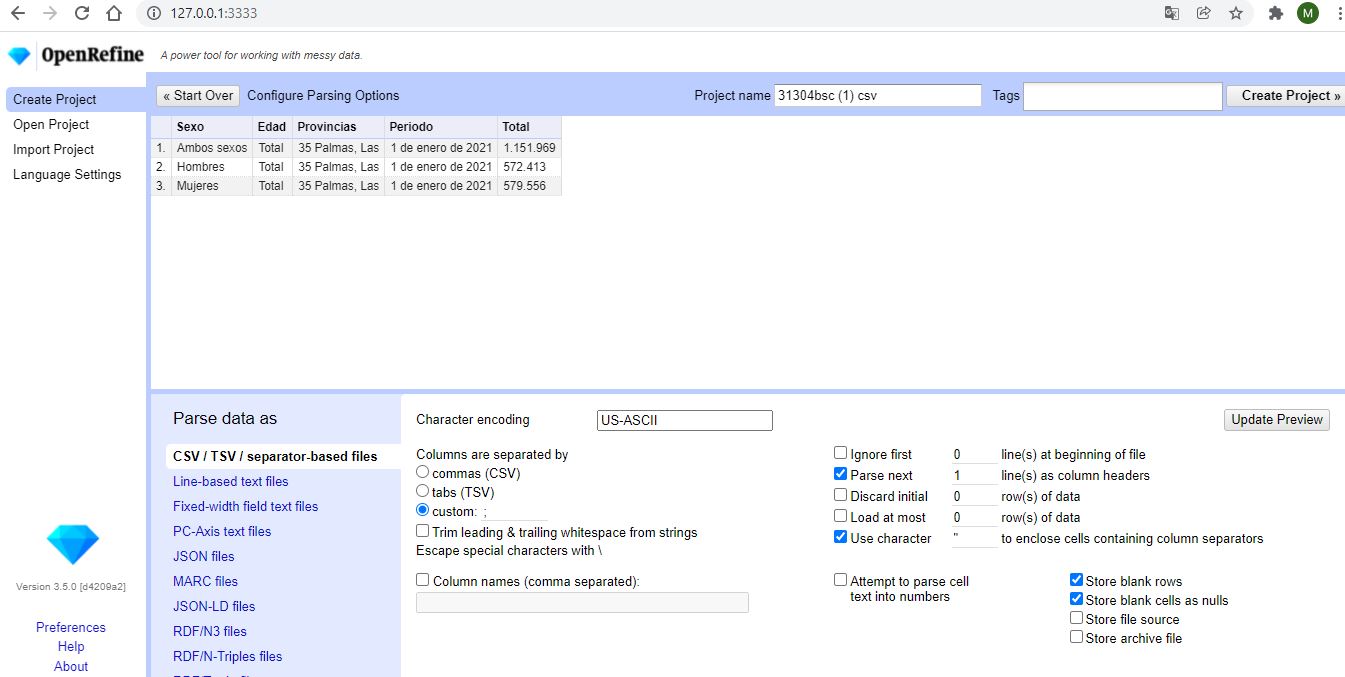 127.0.0.1:3333
M
OpenRefine A power tool for working with messy data.
Create Project
Open Project
Import Project
Language Settings
« Start Over Configure Parsing Options Project name 31304bsc (1) csv Tags Create Project »
Sexo Edad Provincias Periodo Total
1. Ambos sexos Total 35 Palmas, Las 1 de enero de 2021 1.151.969
2. Hombres Total 35 Palmas, Las 1 de enero de 2021 572.413
3. Mujeres Total 35 Palmas, Las 1 de enero de 2021 579.556
Parse data as
CSV / TSV / separator-based files
Line-based text files
Fixed-width field text files
PC-Axis text files
JSON files
MARC files
JSON-LD files
RDF/N3 files
RDF/N-Triples files
Character encoding US-ASCII Update Preview
Columns are separated by
commas (CSV)
tabs (TSV)
custom: ;
Trim leading & trailing whitespace from strings
Escape special characters with \
Column names (comma separated):
Ignore first 0 line(s) at beginning of file
Parse next 1 line(s) as column headers
Discard initial 0 row(s) of data
Load at most 0 row(s) of data
Use character " to enclose cells containing column separators
Attempt to parse cell
text into numbers
Store blank rows
Store blank cells as nulls
Store file source
Store archive file
Version 3.5.0 [d4209a2]
Preferences
Help
About